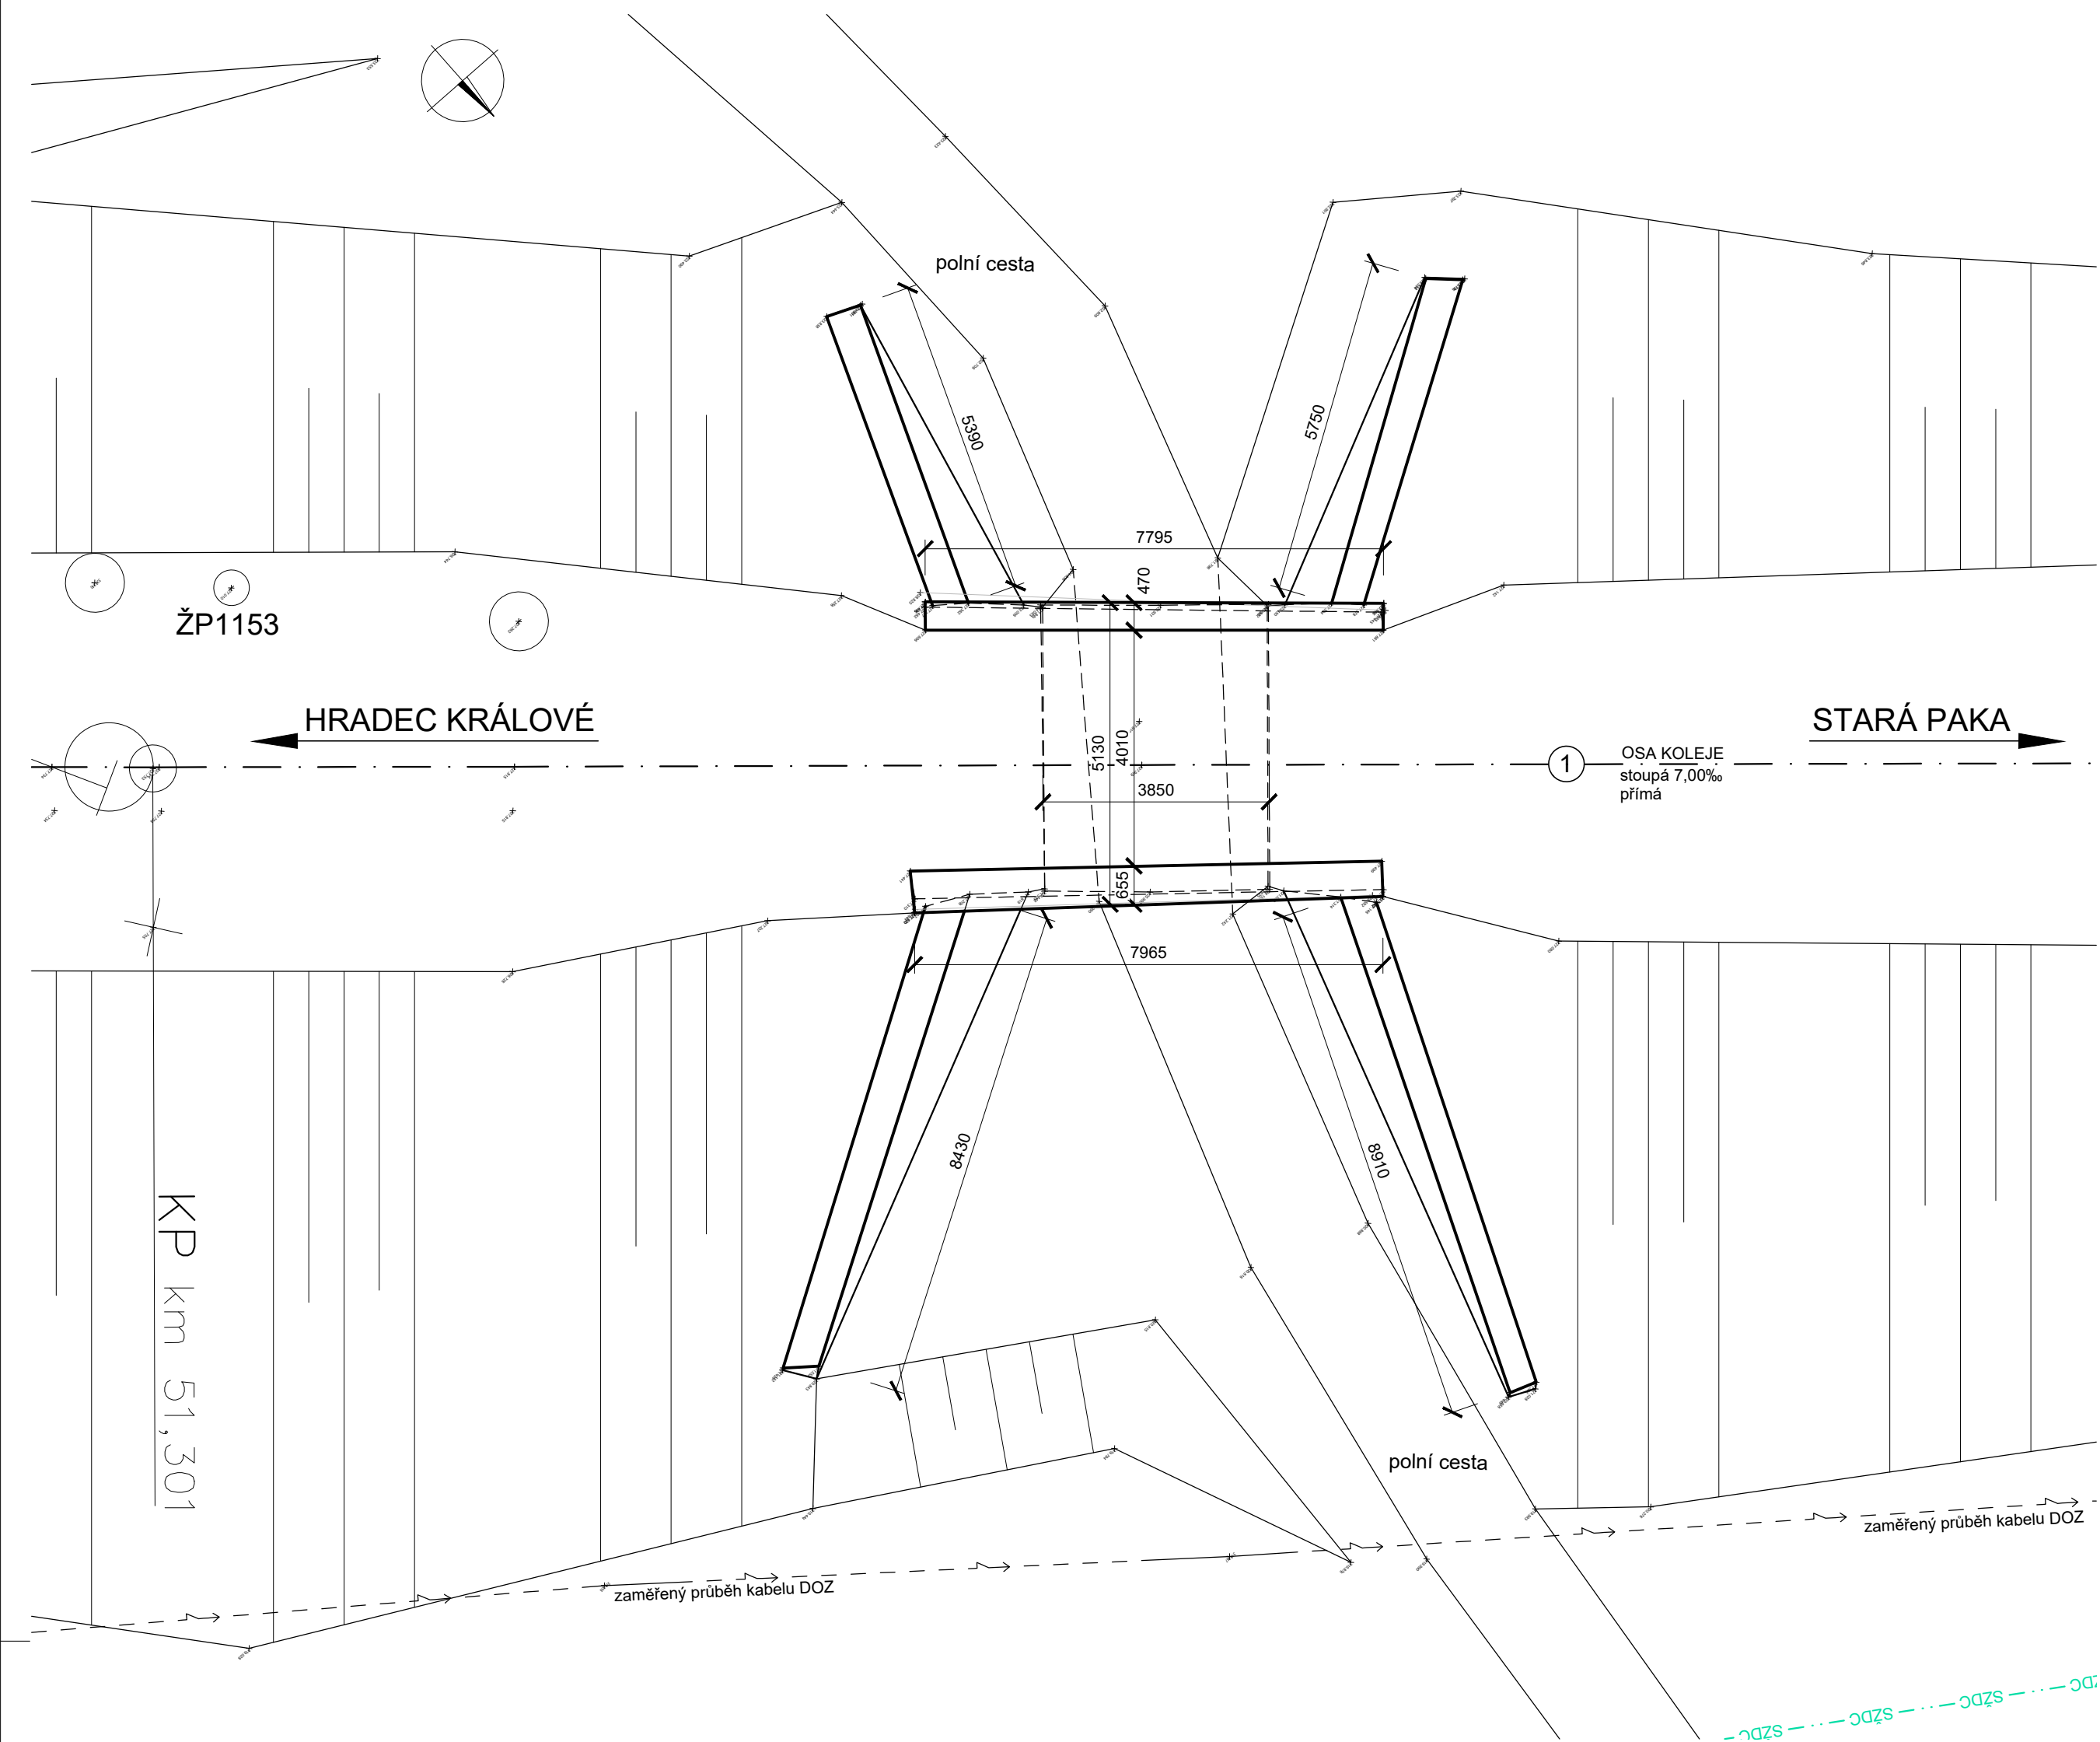 polní cesta
5390
5750
7795
470
ŽP1153
HRADEC KRÁLOVÉ
STARÁ PAKA
5130
4010
1
OSA KOLEJE
stoupá 7,00‰
přímá
3850
655
7965
8430
8910
KP km 51,301
polní cesta
zaměřený průběh kabelu DOZ
zaměřený průběh kabelu DOZ
SŽDC
SŽDC
SŽDC